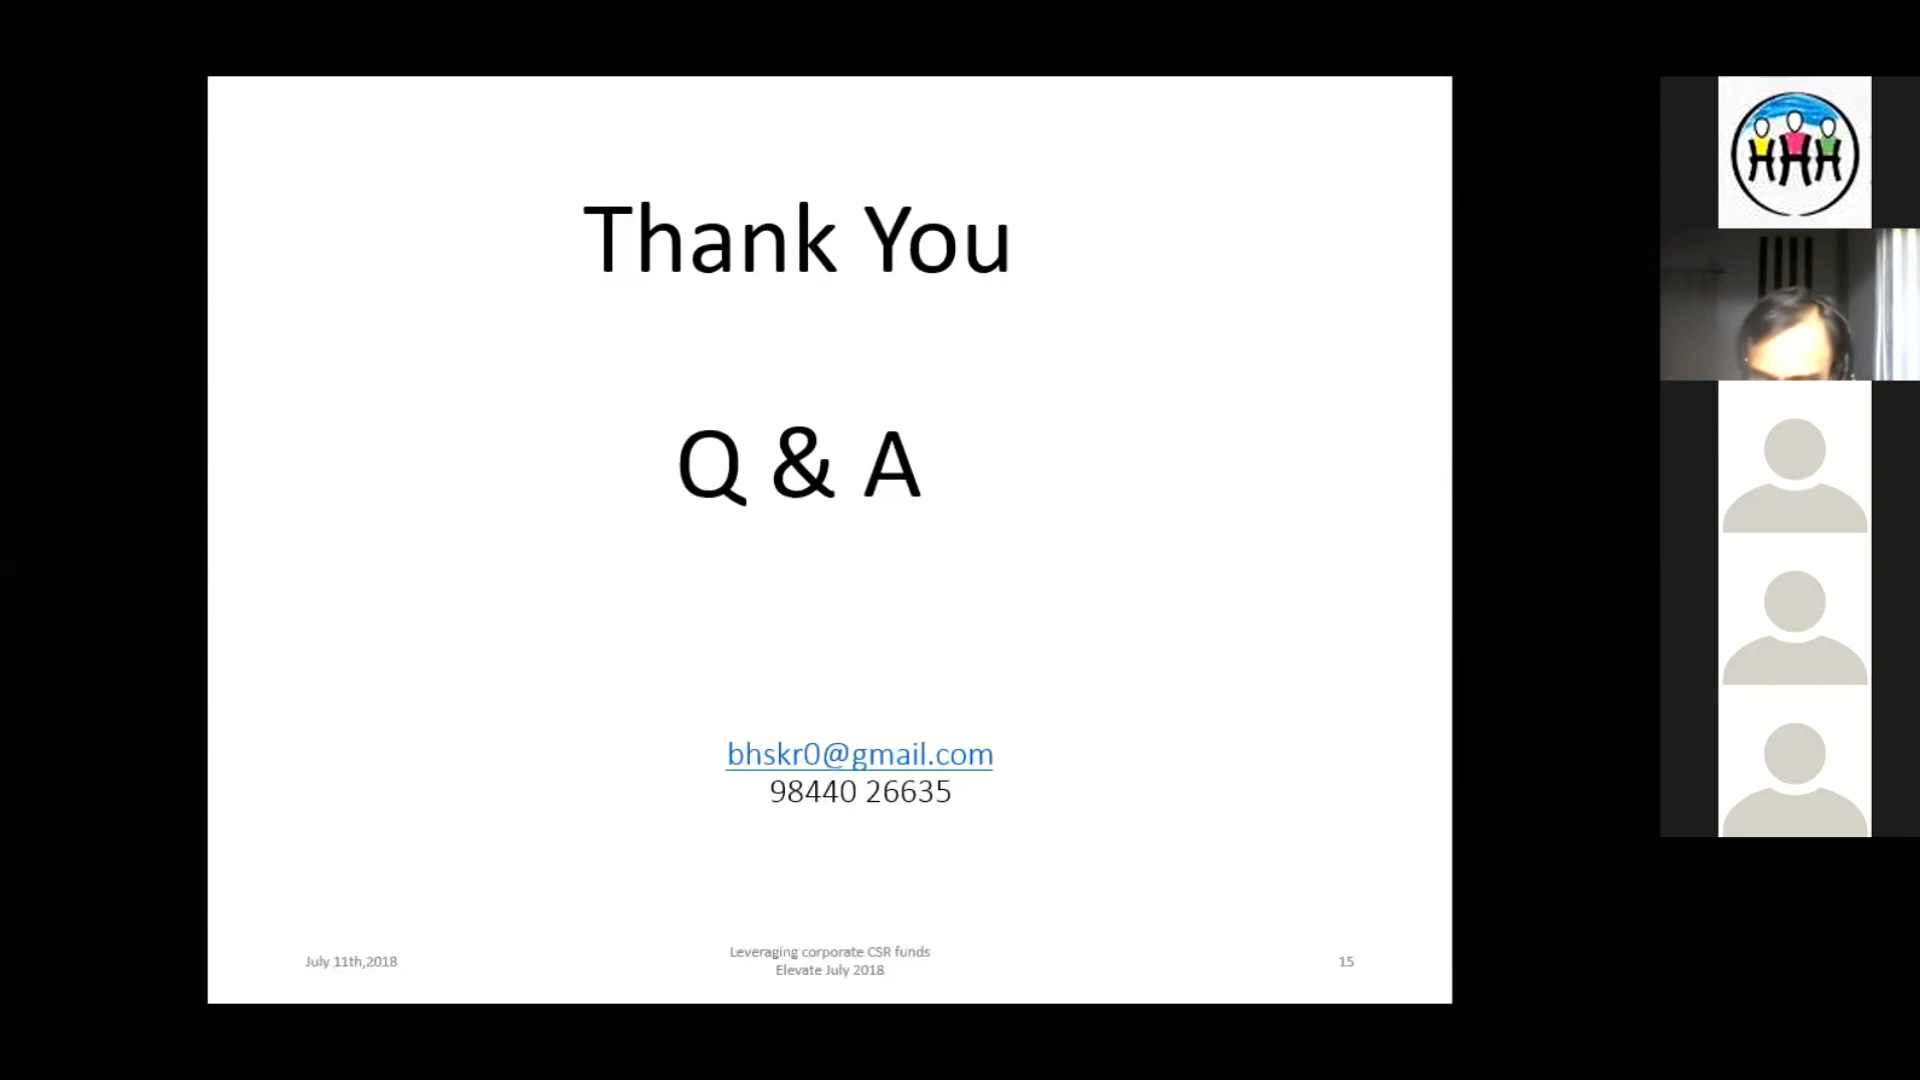 Thank You
Q & A
bhskr0@gmail.com
98440 26635
July 11th,2018
Leveraging corporate CSR funds
Elevate July 2018
15